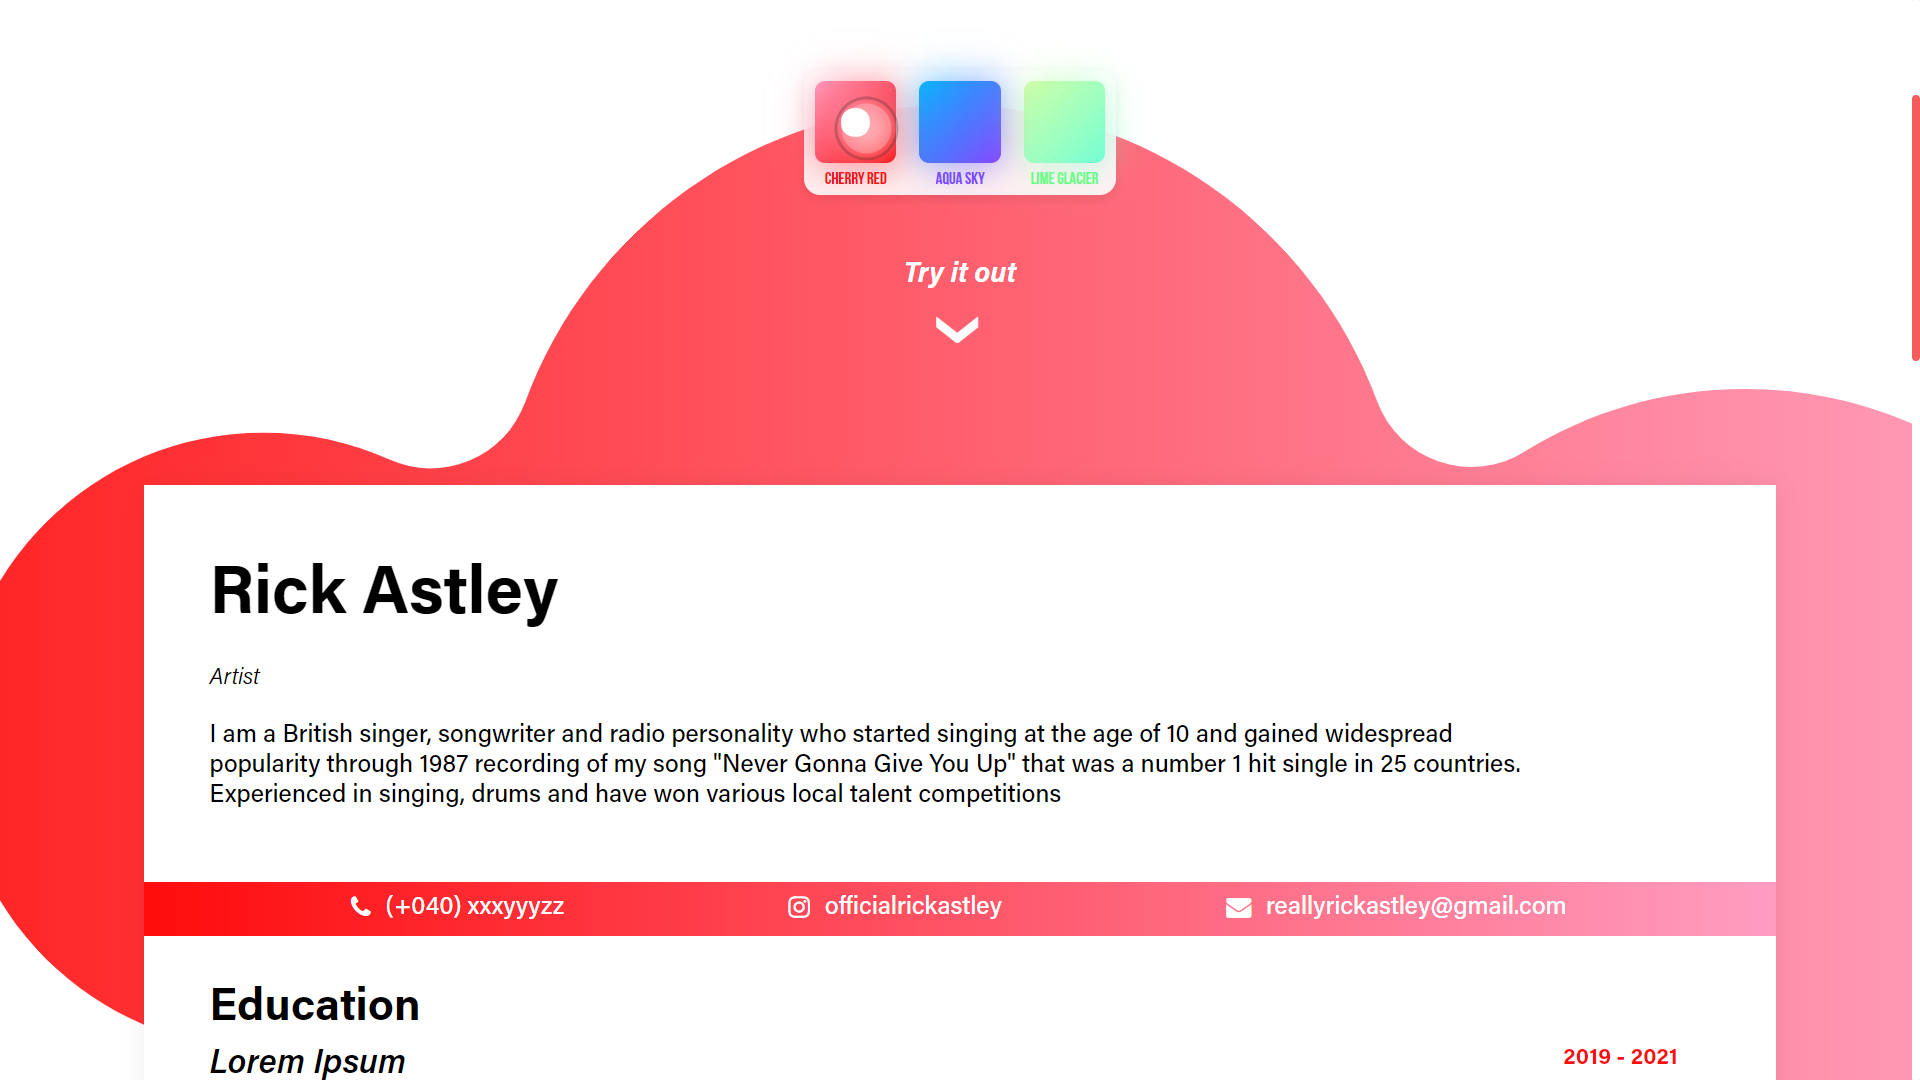 CHERRY RED AQUA SKY LIME GLACIER
Try it out
Rick Astley
Artist
I am a British singer, songwriter and radio personality who started singing at the age of 10 and gained widespread
popularity through 1987 recording of my song "Never Gonna Give You Up" that was a number 1 hit single in 25 countries.
Experienced in singing, drums and have won various local talent competitions
(+040) xxxyyyzz officialrickastley reallyrickastley@gmail.com
Education
Lorem Ipsum 2019 - 2021